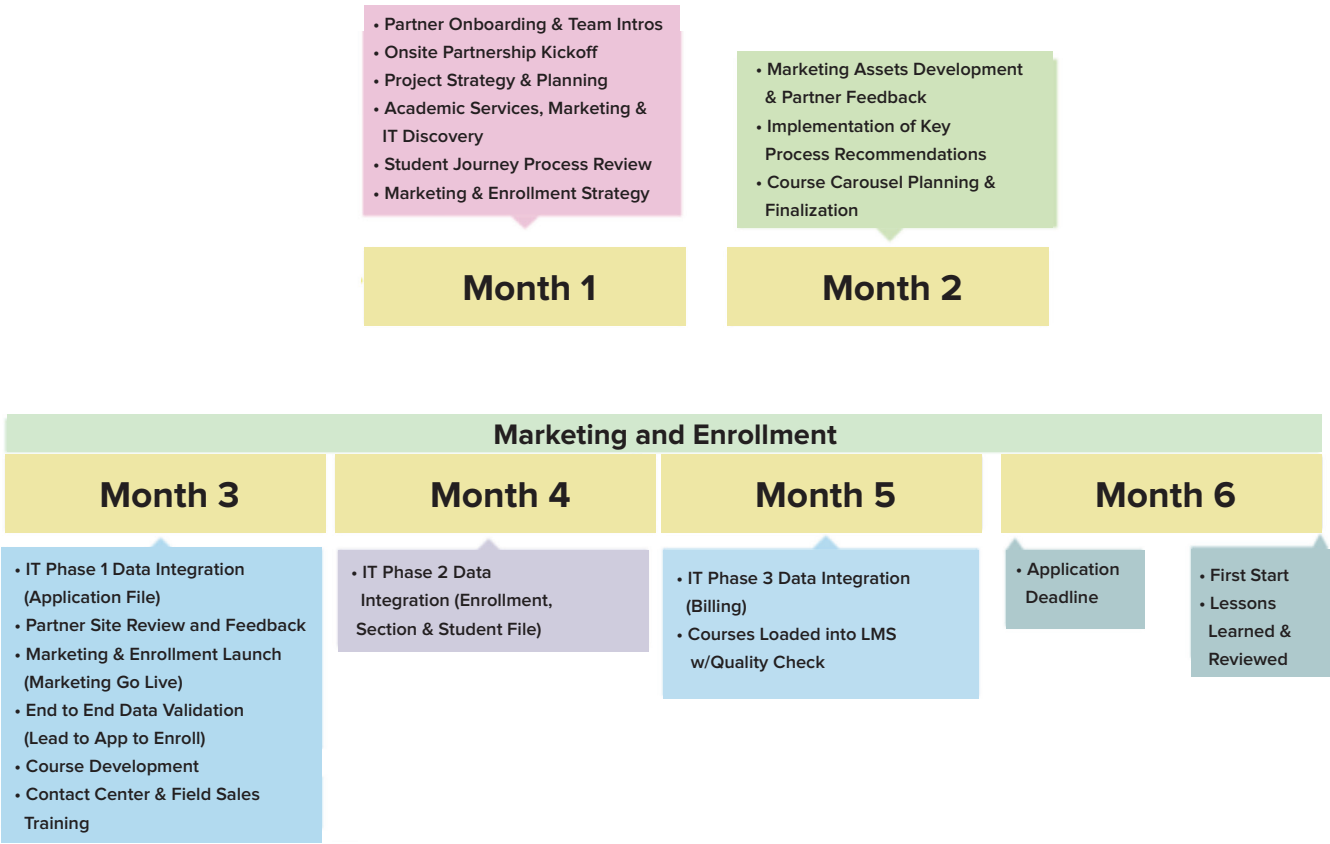 • Partner Onboarding & Team Intros
• Onsite Partnership Kickoff
• Project Strategy & Planning
• Academic Services, Marketing &
IT Discovery
• Student Journey Process Review
• Marketing & Enrollment Strategy
Month 1
• Marketing Assets Development
& Partner Feedback
• Implementation of Key
Process Recommendations
• Course Carousel Planning &
Finalization
Month 2
Marketing and Enrollment
Month 3
• IT Phase 1 Data Integration
(Application File)
• Partner Site Review and Feedback
• Marketing & Enrollment Launch
(Marketing Go Live)
• End to End Data Validation
(Lead to App to Enroll)
• Course Development
• Contact Center & Field Sales
Training
Month 4
• IT Phase 2 Data
Integration (Enrollment,
Section & Student File)
Month 5
• IT Phase 3 Data Integration
(Billing)
• Courses Loaded into LMS
w/Quality Check
Month 6
• Application
Deadline
• First Start
• Lessons
Learned &
Reviewed